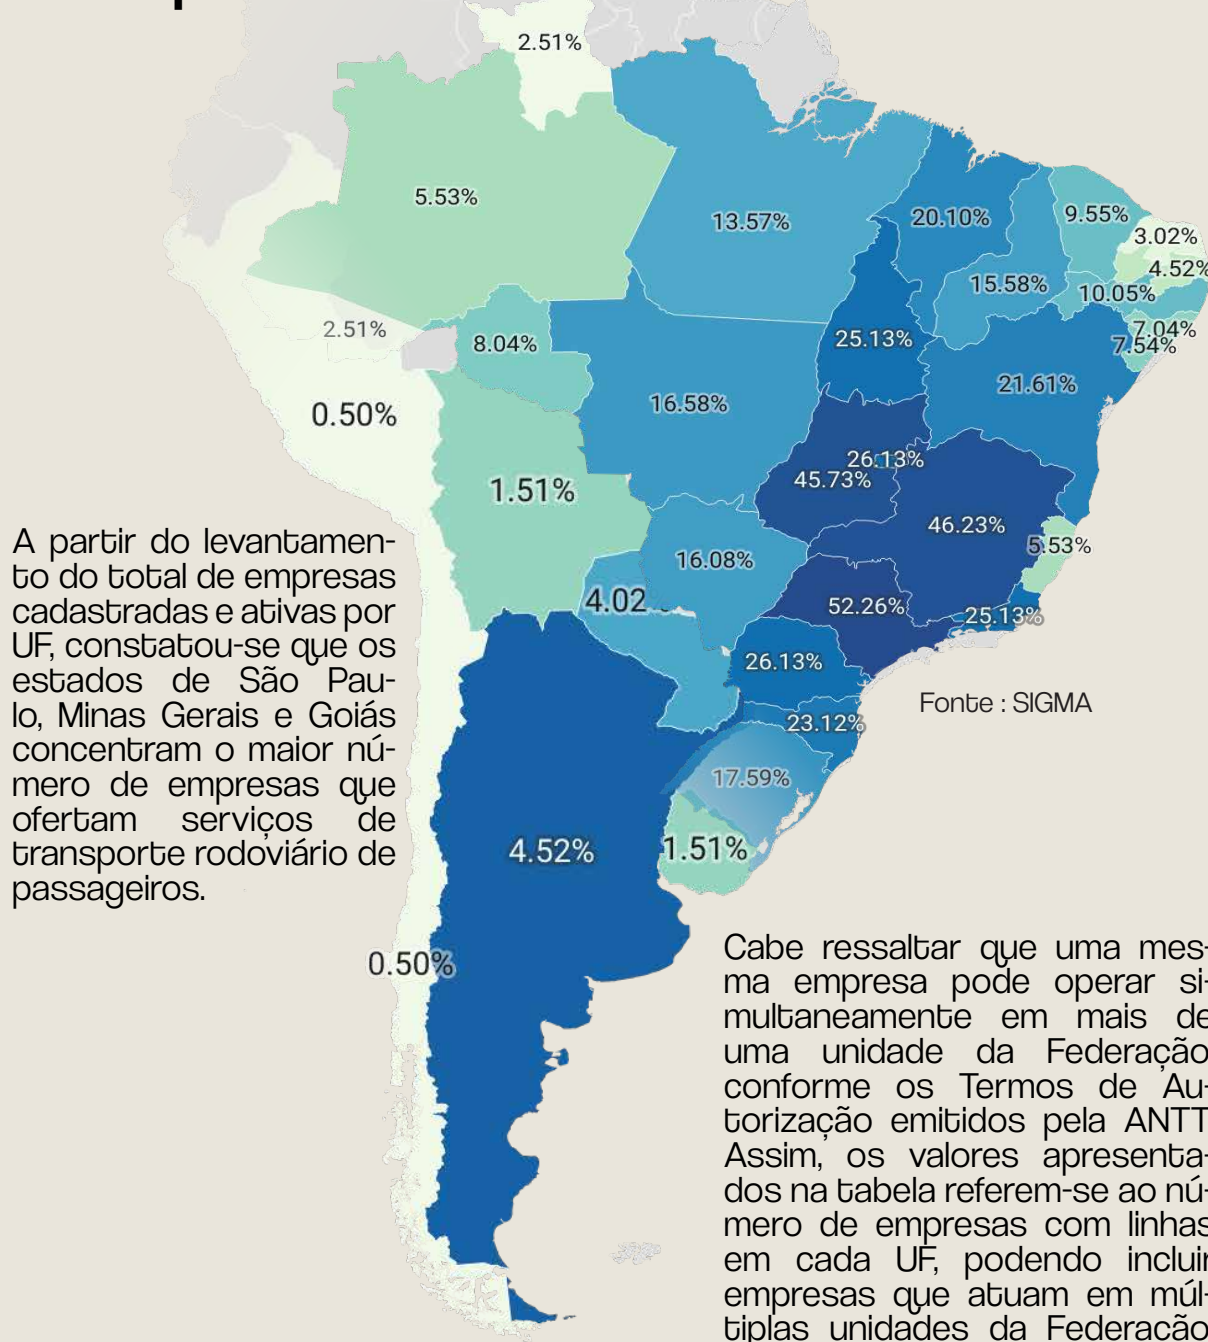 2.51%
5.53%
13.57%
20.10%
9.55%
3.02%
4.52%
15.58%
10.05%
7.04%
7.54%
2.51%
8.04%
25.13%
21.61%
0.50%
16.58%
26.13%
45.73%
1.51%
46.23%
5.53%
16.08%
4.02
52.26%
25.13%
26.13%
23.12%
17.59%
4.52%
1.51%
0.50%
A partir do levantamen-
to do total de empresas
cadastradas e ativas por
UF, constatou-se que os
estados de São Pau-
lo, Minas Gerais e Goiás
concentram o maior nú-
mero de empresas que
ofertam serviços de
transporte rodoviário de
passageiros.
Fonte : SIGMA
Cabe ressaltar que uma mes-
ma empresa pode operar si-
multaneamente em mais de
uma unidade da Federação
conforme os Termos de Au-
torização emitidos pela ANTT
Assim, os valores apresenta-
dos na tabela referem-se ao nú-
mero de empresas com linhas
em cada UF, podendo incluir
empresas que atuam em múl-
tiplas unidades da Federação